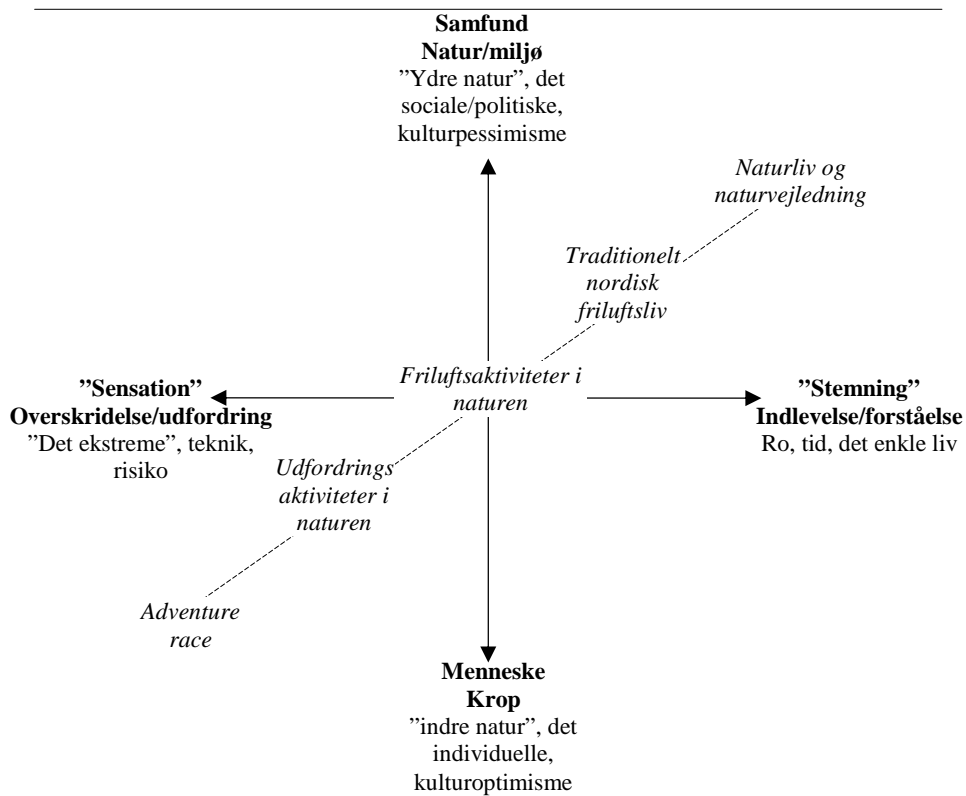 Samfund
Natur/miljø
”Ydre natur”, det
sociale/politiske,
kulturpessimisme
Naturliv og
naturvejledning
Traditionelt
nordisk
friluftsliv
”Sensation”
Overskridelse/udfordring
”Det ekstreme”, teknik,
risiko
Friluftsaktiviteter i
naturen
”Stemning”
Indlevelse/forståelse
Ro, tid, det enkle liv
Udfordrings
aktiviteter i
naturen
Adventure
race
Menneske
Krop
”indre natur”, det
individuelle,
kulturoptimisme